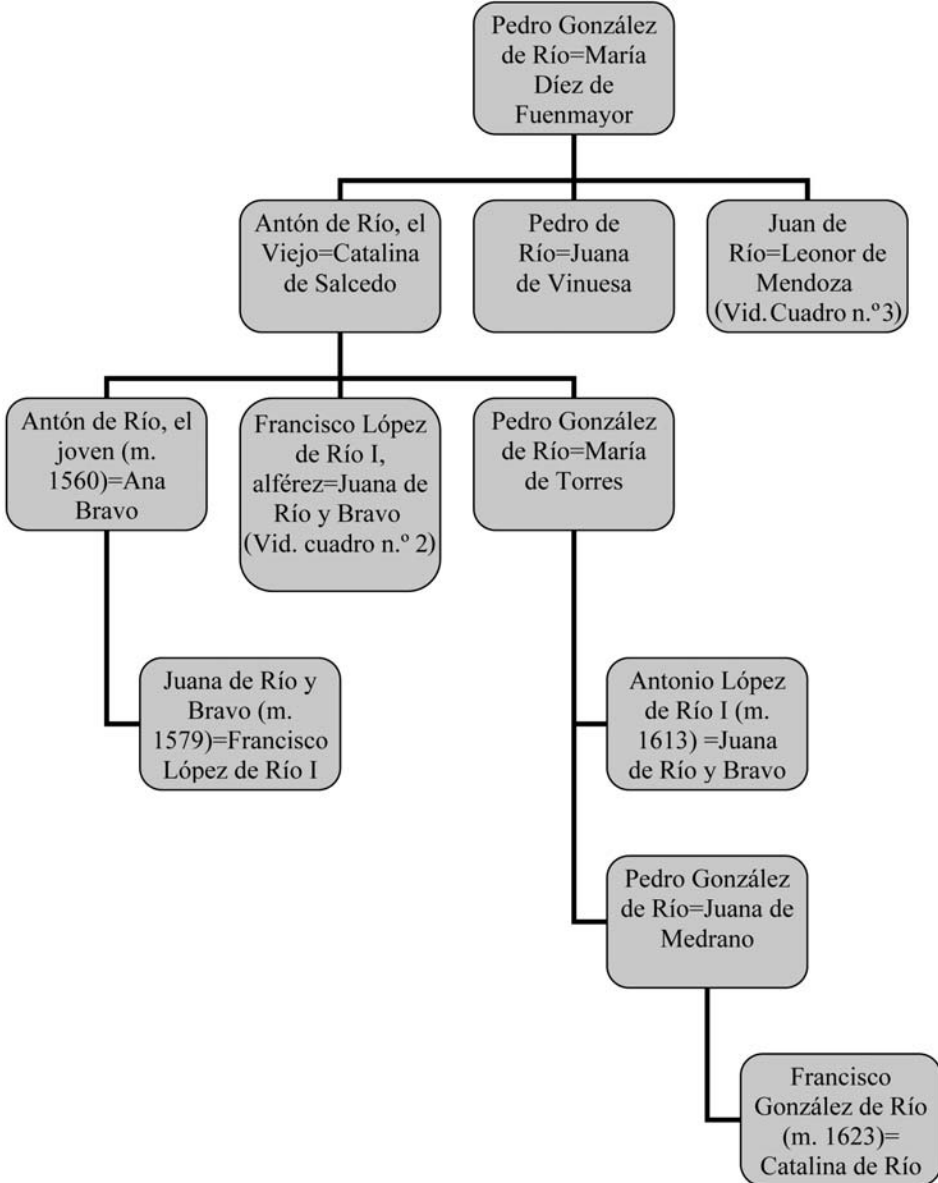 Pedro González
de Río=María
Díez de
Fuenmayor
Antón de Río, el
Viejo=Catalina
de Salcedo
Pedro de
Río=Juana
de Vinuesa
Juan de
Río=Leonor de
Mendoza
(Vid. Cuadro n.º 3)
Antón de Río, el
joven (m.
1560)=Ana
Bravo
Francisco López
de Río I,
alférez=Juana de
Río y Bravo
(Vid. cuadro n.º 2)
Pedro González
de Río=María
de Torres
Juana de Río y
Bravo (m.
1579)=Francisco
López de Río I
Antonio López
de Río I (m.
1613) =Juana
de Río y Bravo
Pedro González
de Río=Juana de
Medrano
Francisco
González de Río
(m. 1623)=
Catalina de Río